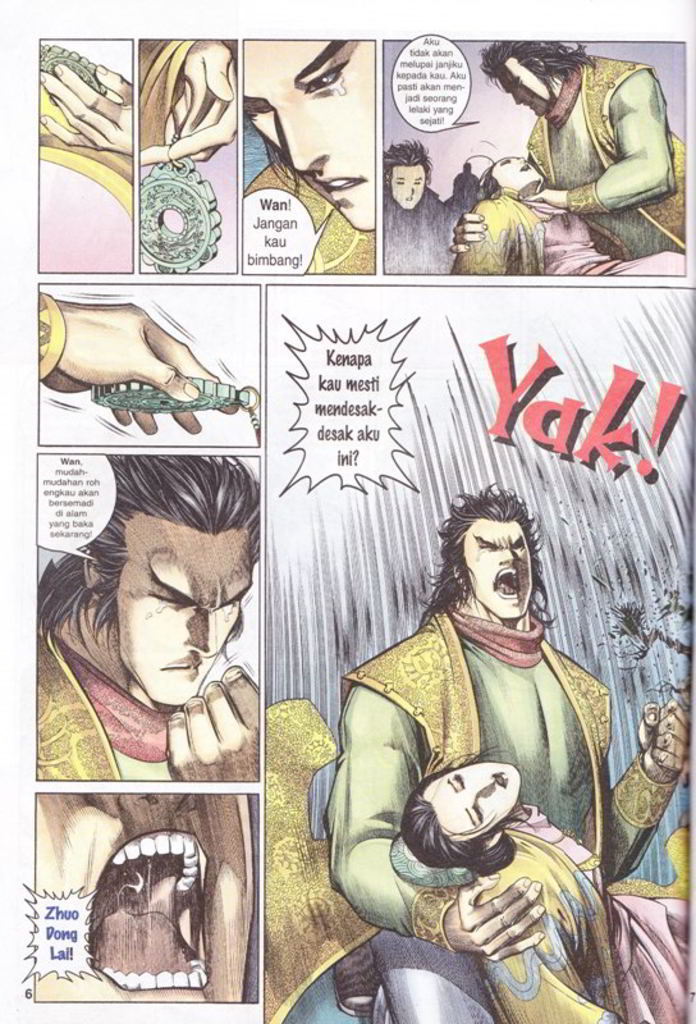 Wan!
Jangan
kau
bimbang!
Aku
tidak akan
melupai janjiku
kepada kau. Aku
pasti akan men-
jadi seorang
lelaki yang
sejati!
Wan,
mudah-
mudahan roh
engkau akan
bersemadi
di alam
yang baka
sekarang!
Zhuo
Dong
Lai!
Kenapa
kau mesti
mendesak-
desak aku
ini?
Yak!
6
7